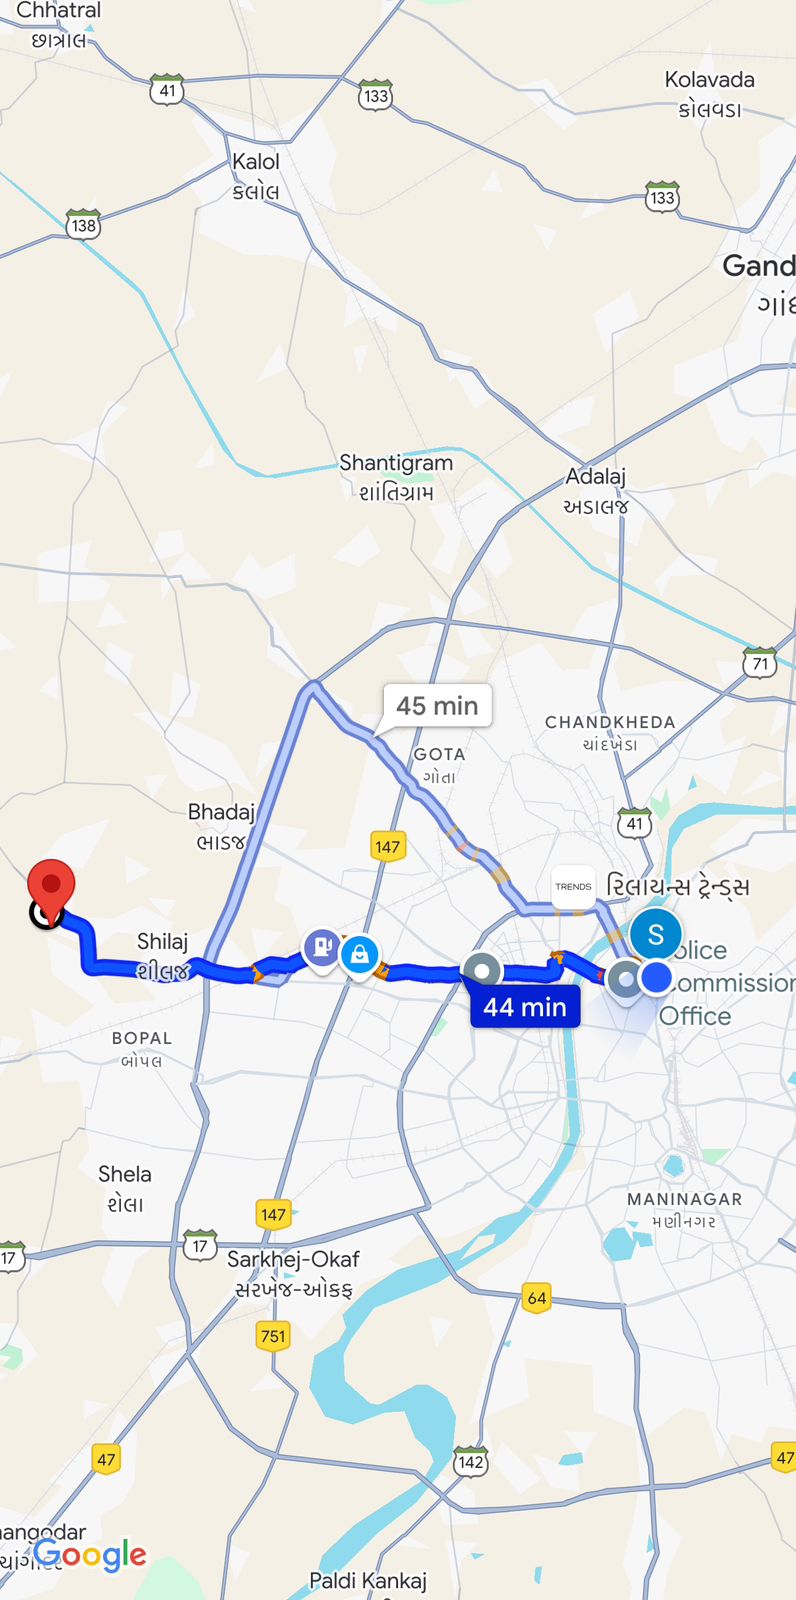 Chhatral
છાત્રાલ
41
133
Kolavada
કોલવડા
Kalol
કલોલ
133
138
Gand
ગાંધ
Shantigram
શાંતિગ્રામ
Adalaj
અડાલજ
71
45 min
CHANDKHEDA
ચાંદખેડા
GOTA
ગોતા
Bhadaj
ભાડજ
41
147
TRENDS
રિલાયન્સ ટ્રેન્ડ્સ
Shilaj
શીલજ
S
olice
ommission
Office
44 min
BOPAL
બોપલ
Shela
શેલા
MANINAGAR
મણીનગર
147
17
17
Sarkhej-Okaf
સરખેજ-ઓકફ
64
751
47
142
47
angodar
ચાંગોદર
Google
Paldi Kankaj